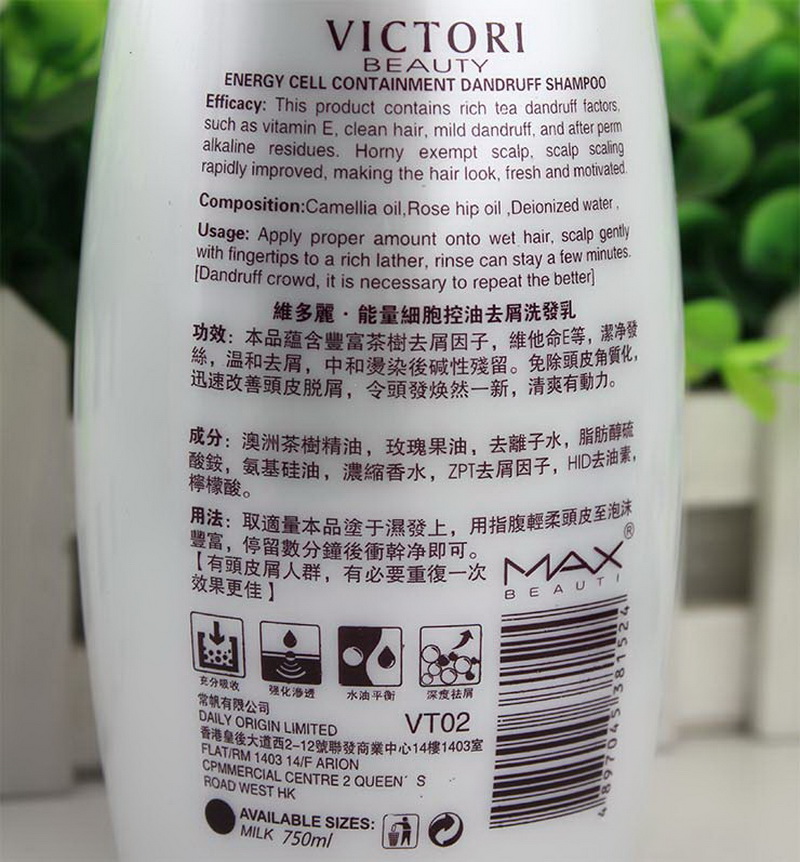 VICTORI
BEAUTY
ENERGY CELL CONTAINMENT DANDRUFF SHAMPOO
Efficacy: This product contains rich tea dandruff factors,
such as vitamin E, clean hair, mild dandruff, and after perm
alkaline residues. Horny exempt scalp, scalp scaling
rapidly improved, making the hair look, fresh and motivated.
Composition:Camellia oil,Rose hip oil ,Deionized water ,
Usage: Apply proper amount onto wet hair, scalp gently
with fingertips to a rich lather, rinse can stay a few minutes.
[Dandruff crowd, it is necessary to repeat the better]
維多麗·能量細胞控油去屑洗發乳
功效：本品蘊含豐富茶樹去屑因子，維他命E等，潔净發
絲，温和去屑，中和燙染後碱性殘留。免除頭皮角質化，
迅速改善頭皮脱屑，令頭發焕然一新，清爽有動力。
成分：澳洲茶樹精油，玫瑰果油，去離子水，脂肪醇硫
酸銨，氨基硅油，濃縮香水，ZPT去屑因子，HID去油素，
檸檬酸。
用法：取適量本品塗于濕發上，用指腹輕柔頭皮至泡沫
豐富，停留數分鐘後衝幹净即可。
【有頭皮屑人群，有必要重復一次
效果更佳】
MAX®
BEAUTI
充分吸收
强化滲透
水油平衡
深度祛屑
常帆有限公司
DAILY ORIGIN LIMITED
VT02
香港皇後大道西2-12號聯發商業中心14樓1403室
FLAT/RM 1403 14/F ARION
CPMMERCIAL CENTRE 2 QUEEN' S
ROAD WEST HK
AVAILABLE SIZES:
MILK 750ml
4897045381524